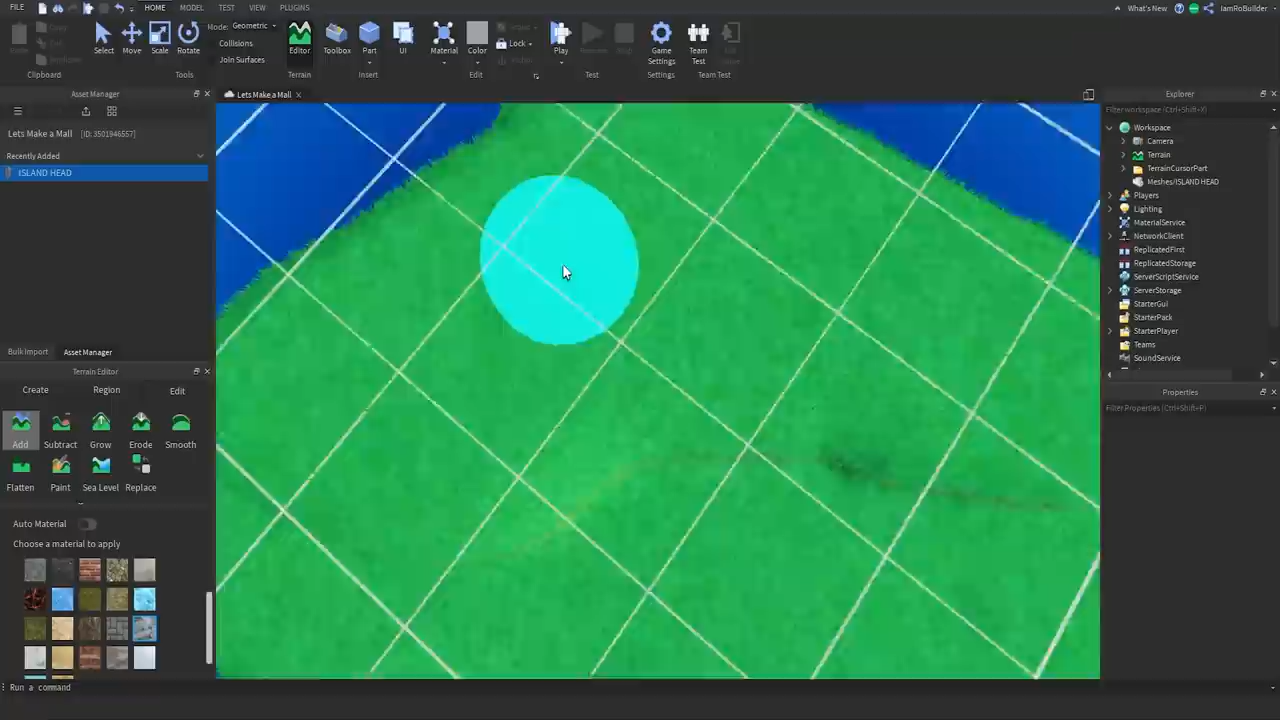 FILE HOME MODEL TEST VIEW PLUGINS What's New IamRoBuilder
Mode: Geometric
Collisions
Join Surfaces
Select Move Scale Rotate Editor Toolbox Part UI Material Color Lock Play Game Settings Team Test
Clipboard Tools Terrain Insert Edit Test Settings Team Test
Asset Manager
Lets Make a Mall
Explorer
Filter workspace (Ctrl+Shift+X)
Lets Make a Mall [ID:3501946557]
Recently Added
ISLAND HEAD
Workspace
Camera
Terrain
TerrainCursorPart
Meshes/ISLAND HEAD
Players
Lighting
MaterialService
NetworkClient
ReplicatedFirst
ReplicatedStorage
ServerScriptService
ServerStorage
StarterGui
StarterPack
StarterPlayer
Teams
SoundService
Bulk Import Asset Manager
Terrain Editor
Create Region Edit
Add Subtract Grow Erode Smooth
Flatten Paint Sea Level Replace
Auto Material
Choose a material to apply
Properties
Filter Properties (Ctrl+Shift+P)
Run a command